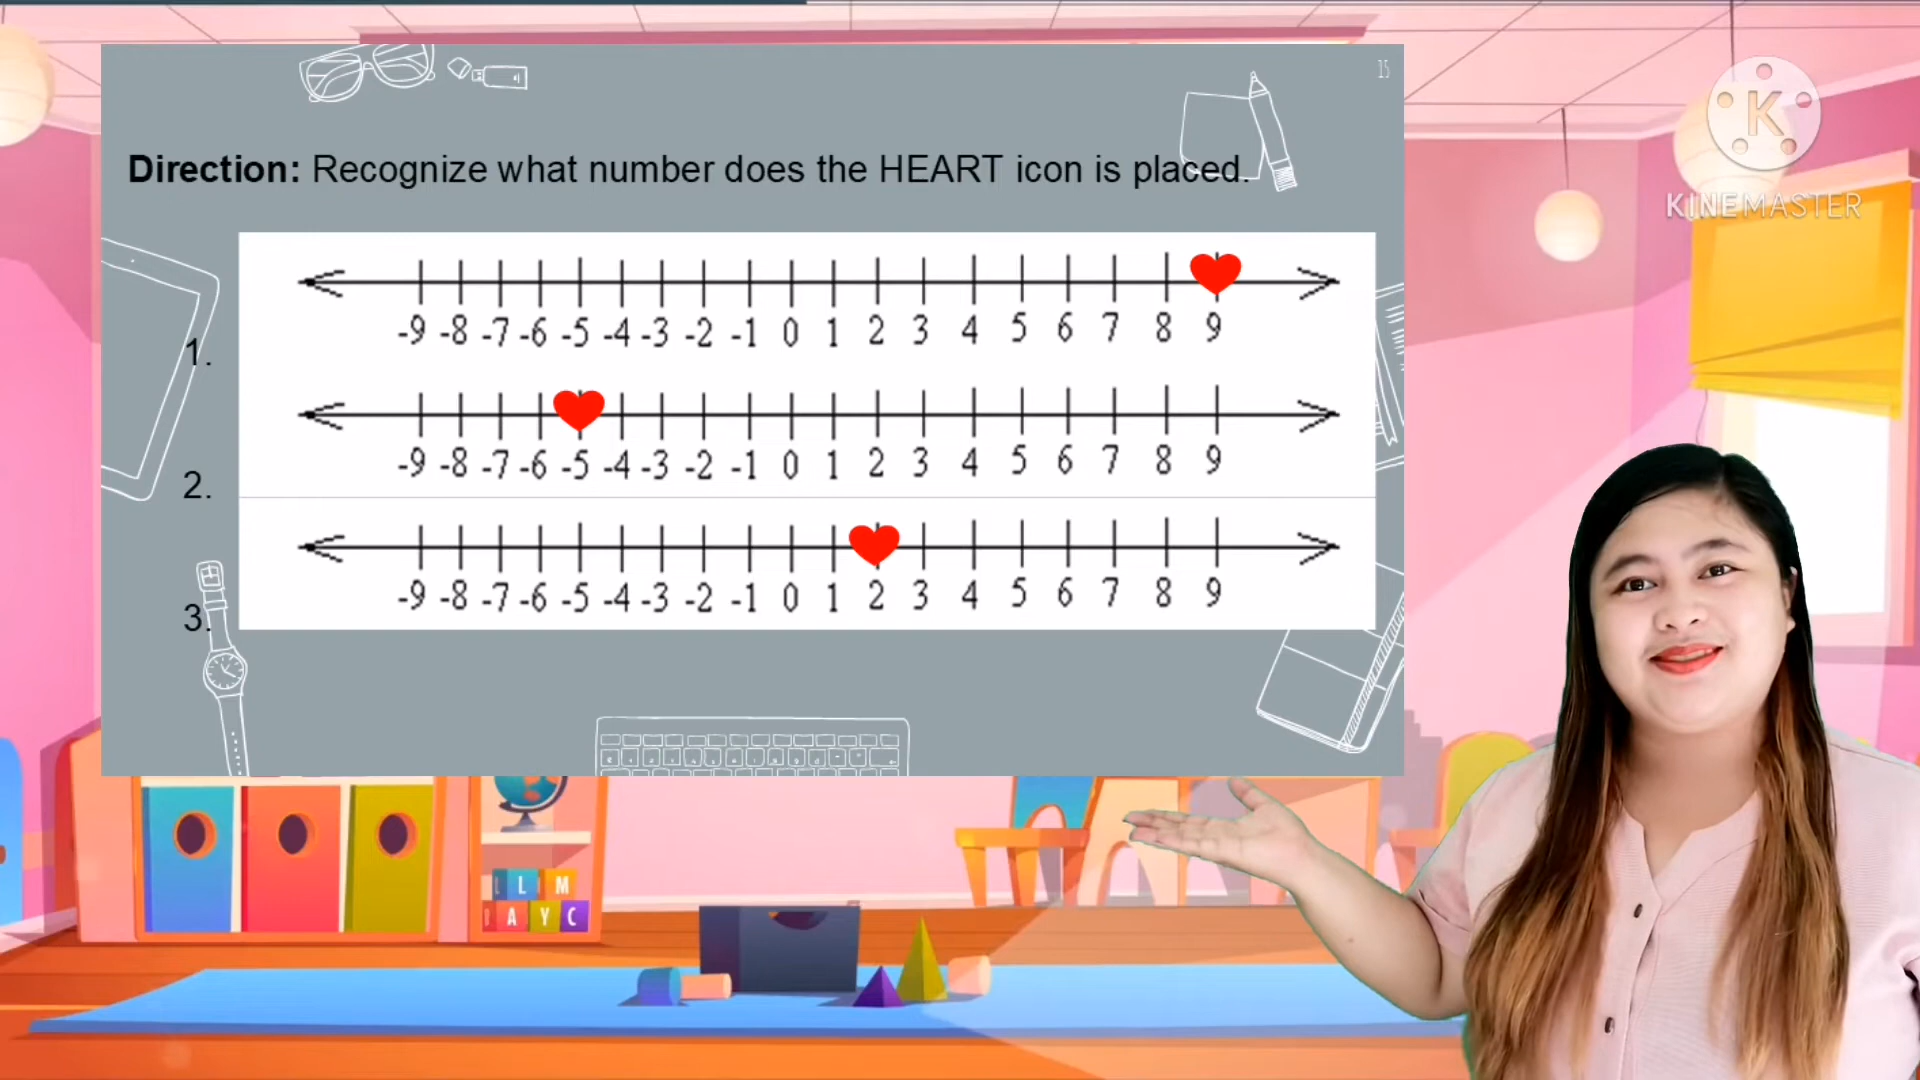 15
Direction: Recognize what number does the HEART icon is placed.
-9 -8 -7 -6 -5 -4 -3 -2 -1 0 1 2 3 4 5 6 7 8 9
1.
-9 -8 -7 -6 -5 -4 -3 -2 -1 0 1 2 3 4 5 6 7 8 9
2.
-9 -8 -7 -6 -5 -4 -3 -2 -1 0 1 2 3 4 5 6 7 8 9
3.
K
KINEMASTER
L M
A Y C